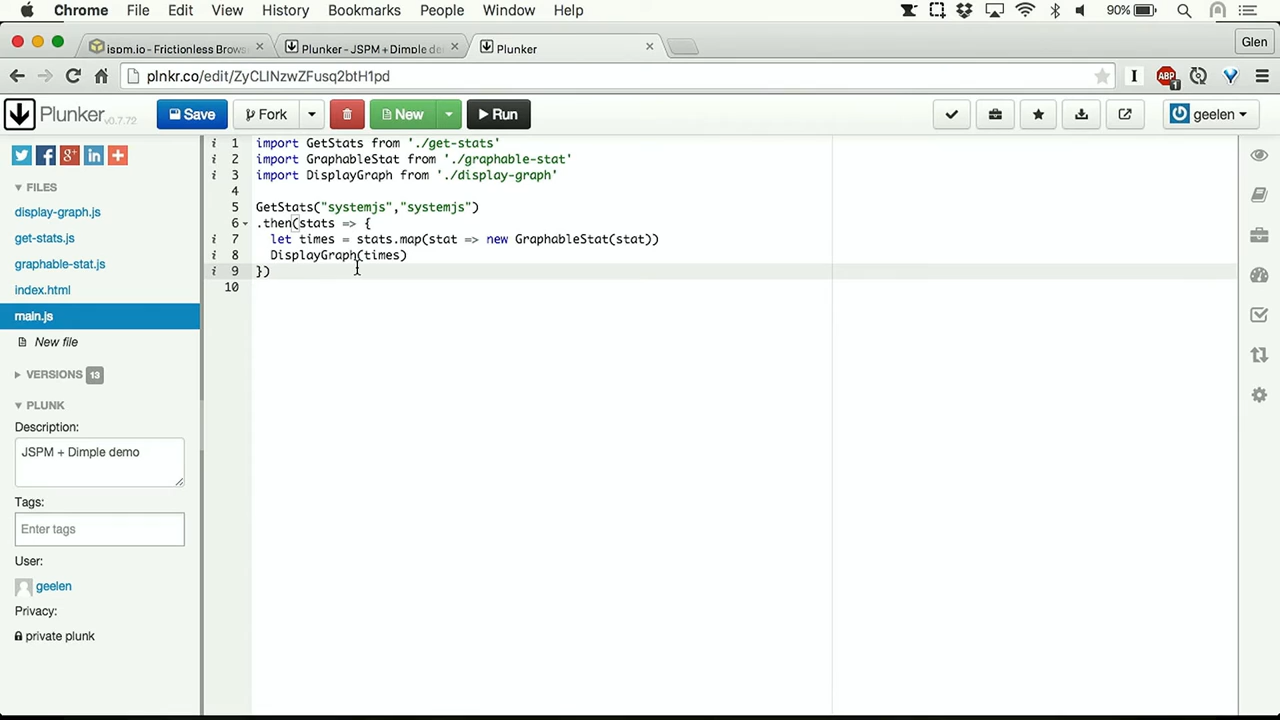 Chrome File Edit View History Bookmarks People Window Help 90%
jspm.io - Frictionless Brows
Plunker - JSPM + Dimple de
Plunker
Glen
plnkr.co/edit/ZyCLINzwZFusq2btH1pd
ABP
1
Plunker v0.7.72
Save Fork New Run geelen
FILES
display-graph.js
get-stats.js
graphable-stat.js
index.html
main.js
New file
VERSIONS 13
PLUNK
Description:
JSPM + Dimple demo
Tags:
Enter tags
User:
geelen
Privacy:
private plunk
1 import GetStats from './get-stats'
2 import GraphableStat from './graphable-stat'
3 import DisplayGraph from './display-graph'
4
5 GetStats("systemjs","systemjs")
6 .then(stats => {
7 let times = stats.map(stat => new GraphableStat(stat))
8 DisplayGraph(times)
9 })
10